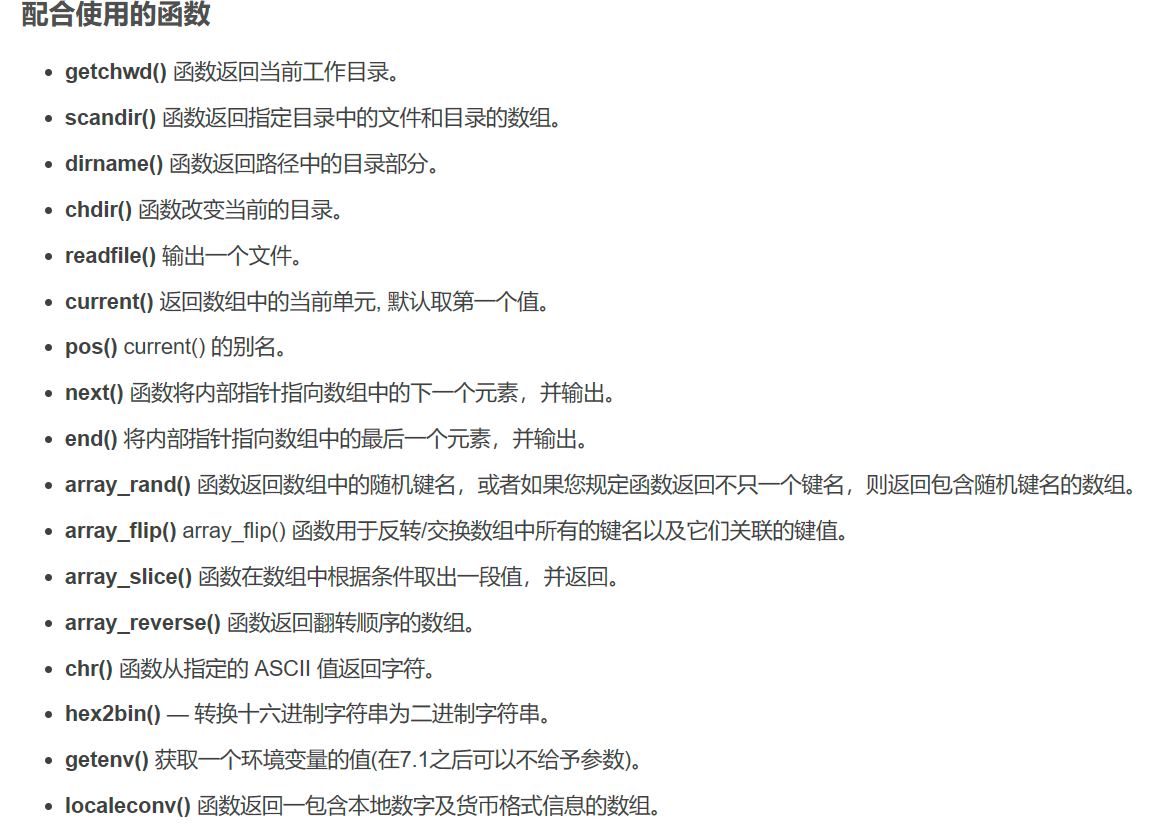 配合使用的函数
getchwd() 函数返回当前工作目录。
scandir() 函数返回指定目录中的文件和目录的数组。
dirname() 函数返回路径中的目录部分。
chdir() 函数改变当前的目录。
readfile() 输出一个文件。
current() 返回数组中的当前单元, 默认取第一个值。
pos() current() 的别名。
next() 函数将内部指针指向数组中的下一个元素，并输出。
end() 将内部指针指向数组中的最后一个元素，并输出。
array_rand() 函数返回数组中的随机键名，或者如果您规定函数返回不只一个键名，则返回包含随机键名的数组。
array_flip() array_flip() 函数用于反转/交换数组中所有的键名以及它们关联的键值。
array_slice() 函数在数组中根据条件取出一段值，并返回。
array_reverse() 函数返回翻转顺序的数组。
chr() 函数从指定的 ASCII 值返回字符。
hex2bin() — 转换十六进制字符串为二进制字符串。
getenv() 获取一个环境变量的值(在7.1之后可以不给予参数)。
localeconv() 函数返回一包含本地数字及货币格式信息的数组。